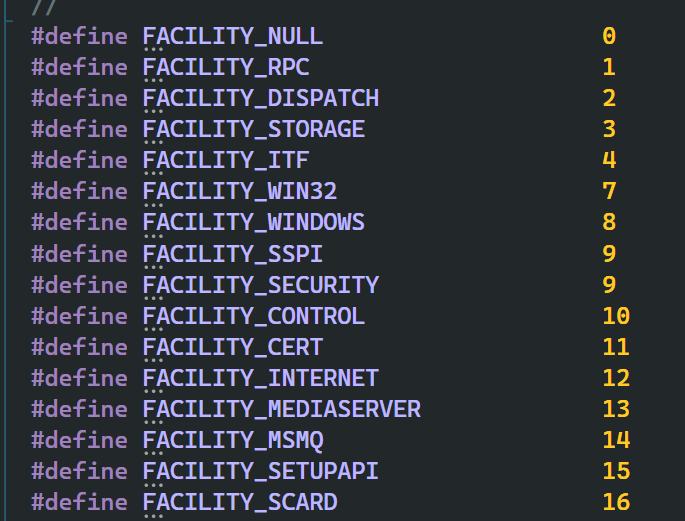 //
#define FACILITY_NULL 0
#define FACILITY_RPC 1
#define FACILITY_DISPATCH 2
#define FACILITY_STORAGE 3
#define FACILITY_ITF 4
#define FACILITY_WIN32 7
#define FACILITY_WINDOWS 8
#define FACILITY_SSPI 9
#define FACILITY_SECURITY 9
#define FACILITY_CONTROL 10
#define FACILITY_CERT 11
#define FACILITY_INTERNET 12
#define FACILITY_MEDIASERVER 13
#define FACILITY_MSMQ 14
#define FACILITY_SETUPAPI 15
#define FACILITY_SCARD 16